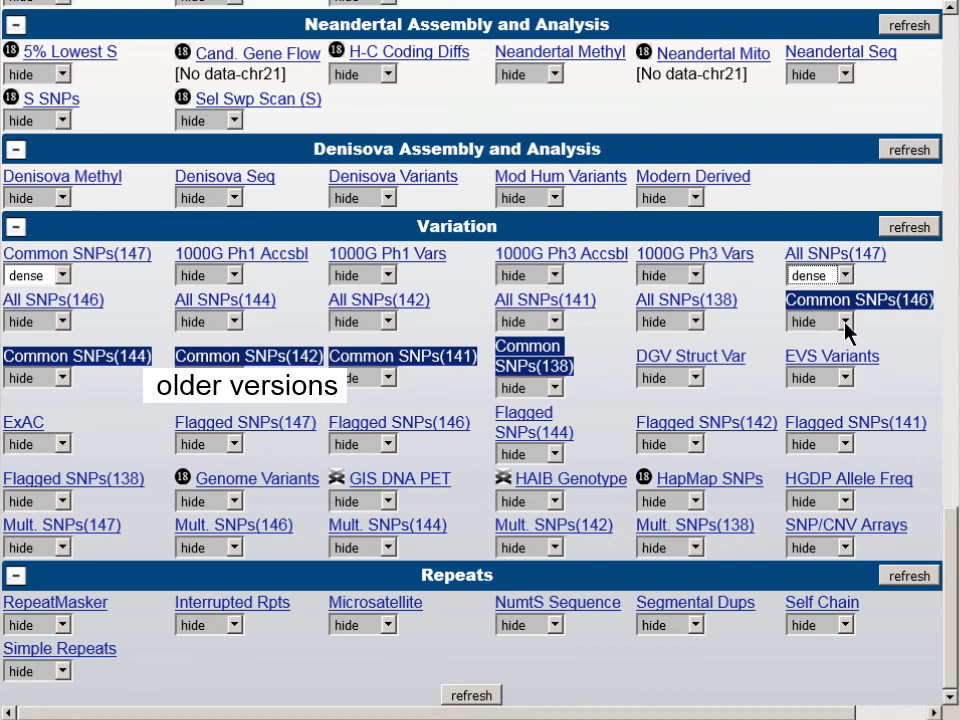 Neandertal Assembly and Analysis
refresh
18 5% Lowest S 18 Cand. Gene Flow 18 H-C Coding Diffs Neandertal Methyl 18 Neandertal Mito Neandertal Seq
hide [No data-chr21] hide hide [No data-chr21] hide
18 S SNPs 18 Sel Swp Scan (S)
hide hide
Denisova Assembly and Analysis
refresh
Denisova Methyl Denisova Seq Denisova Variants Mod Hum Variants Modern Derived
hide hide hide hide hide
Variation
refresh
Common SNPs(147) 1000G Ph1 Accsbl 1000G Ph1 Vars 1000G Ph3 Accsbl 1000G Ph3 Vars All SNPs(147)
dense hide hide hide hide dense
All SNPs(146) All SNPs(144) All SNPs(142) All SNPs(141) All SNPs(138) Common SNPs(146)
hide hide hide hide hide hide
Common SNPs(144) Common SNPs(142) Common SNPs(141) Common SNPs(138) DGV Struct Var EVS Variants
hide hide hide hide
older versions
hide
ExAC Flagged SNPs(147) Flagged SNPs(146) Flagged SNPs(144) Flagged SNPs(142) Flagged SNPs(141)
hide hide hide hide hide hide
Flagged SNPs(138) 18 Genome Variants GIS DNA PET HAIB Genotype 18 HapMap SNPs HGDP Allele Freq
hide hide hide hide hide hide
Mult. SNPs(147) Mult. SNPs(146) Mult. SNPs(144) Mult. SNPs(142) Mult. SNPs(138) SNP/CNV Arrays
hide hide hide hide hide hide
Repeats
refresh
RepeatMasker Interrupted Rpts Microsatellite NumtS Sequence Segmental Dups Self Chain
hide hide hide hide hide hide
Simple Repeats
hide
refresh